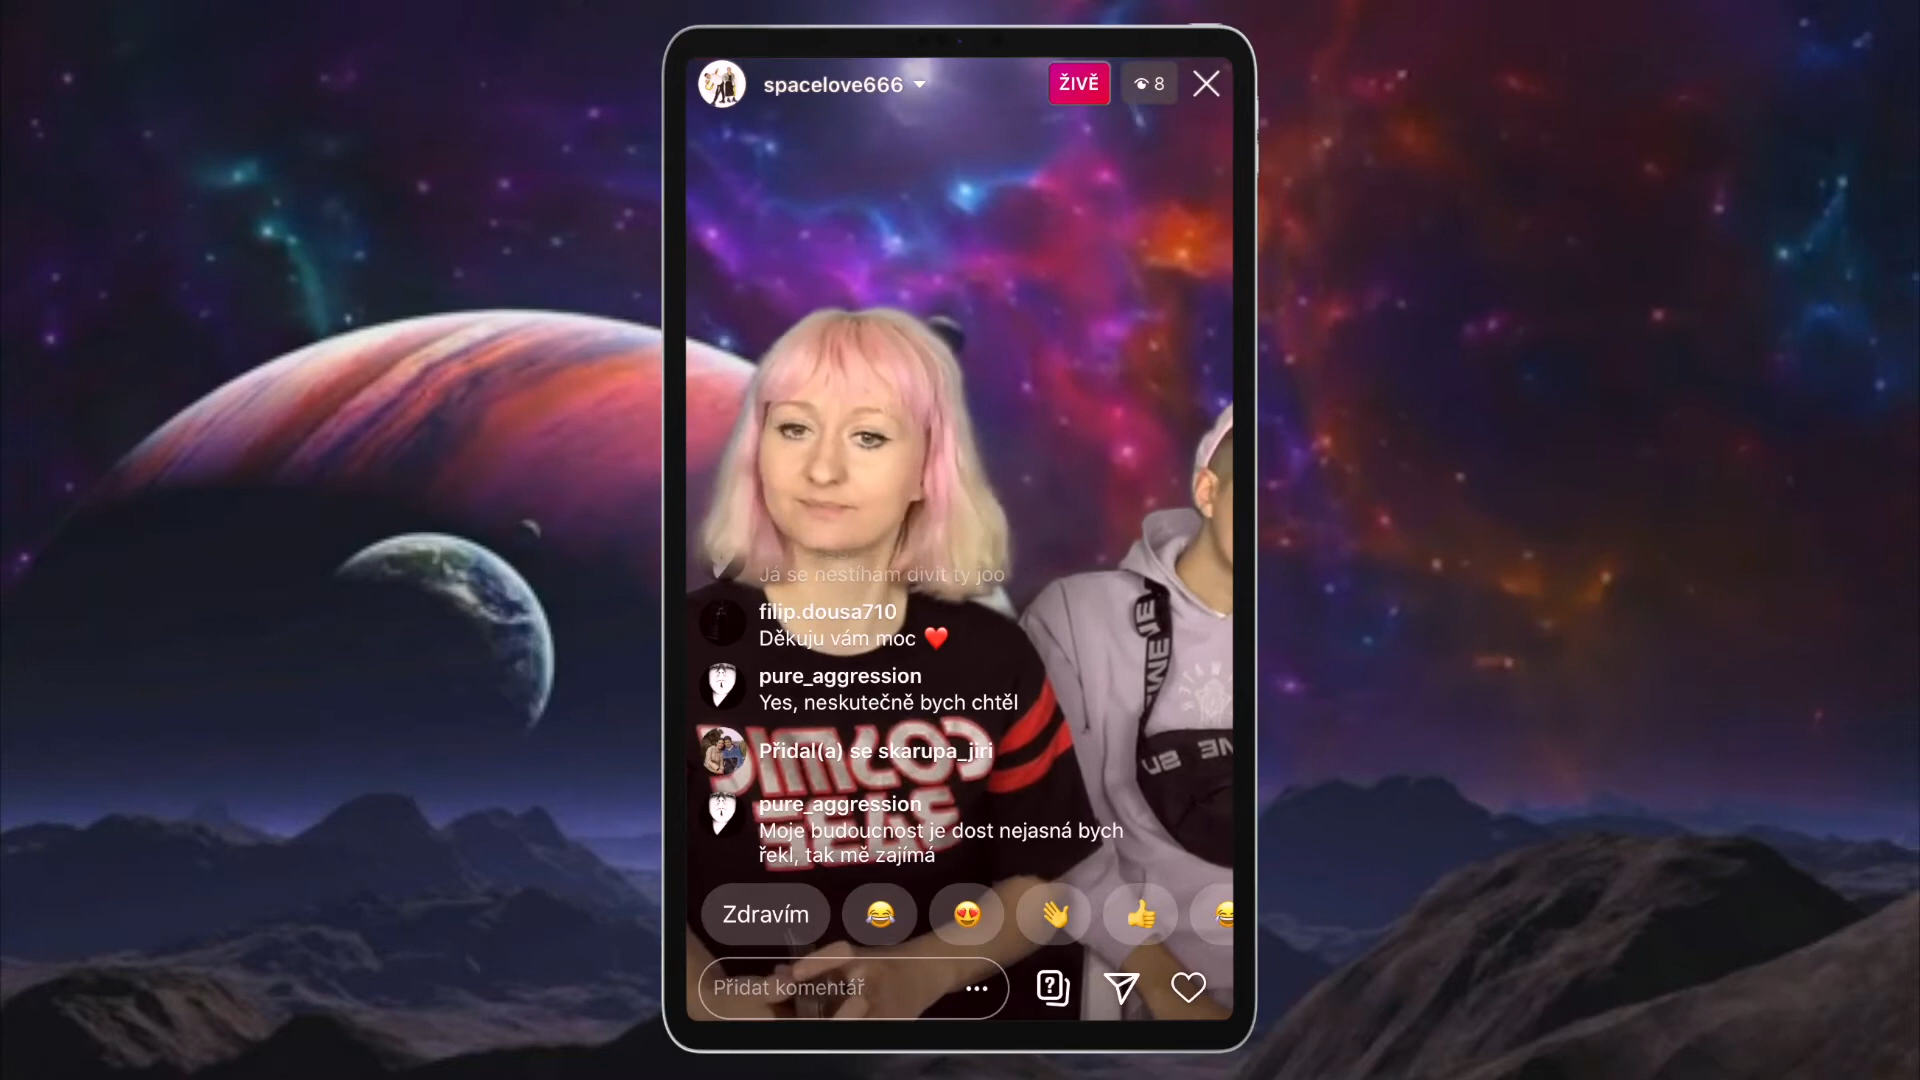 spacelove666
ŽIVĚ
8
Já se nestíhám divit ty joo
filip.dousa710
Děkuju vám moc ❤️
pure_aggression
Yes, neskutečně bych chtěl
Přidal(a) se skarupa_jiri
pure_aggression
Moje budoucnost je dost nejasná bych
řekl, tak mě zajímá
Zdravím
Přidat komentář